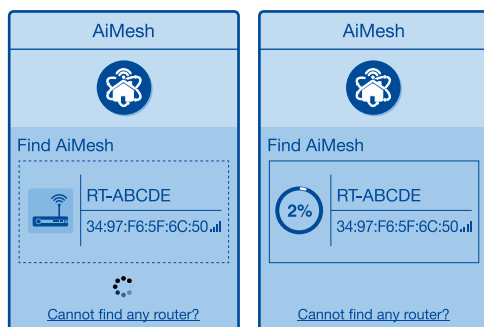 AiMesh
Find AiMesh
RT-ABCDE
34:97:F6:5F:6C:50
Cannot find any router?
AiMesh
Find AiMesh
2%
RT-ABCDE
34:97:F6:5F:6C:50
Cannot find any router?